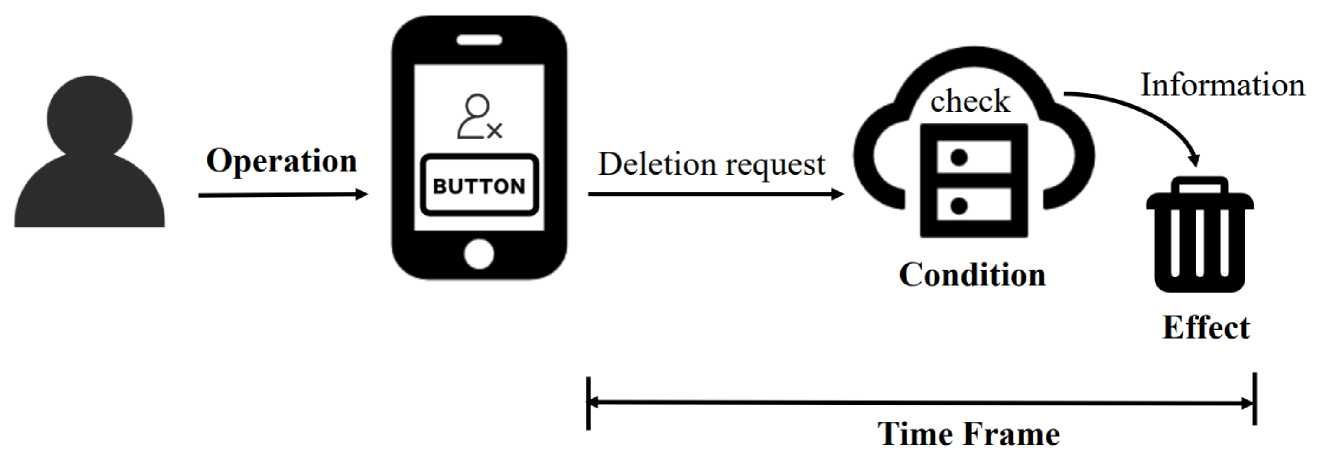 Operation
BUTTON
Deletion request
check
Condition
Information
Effect
Time Frame